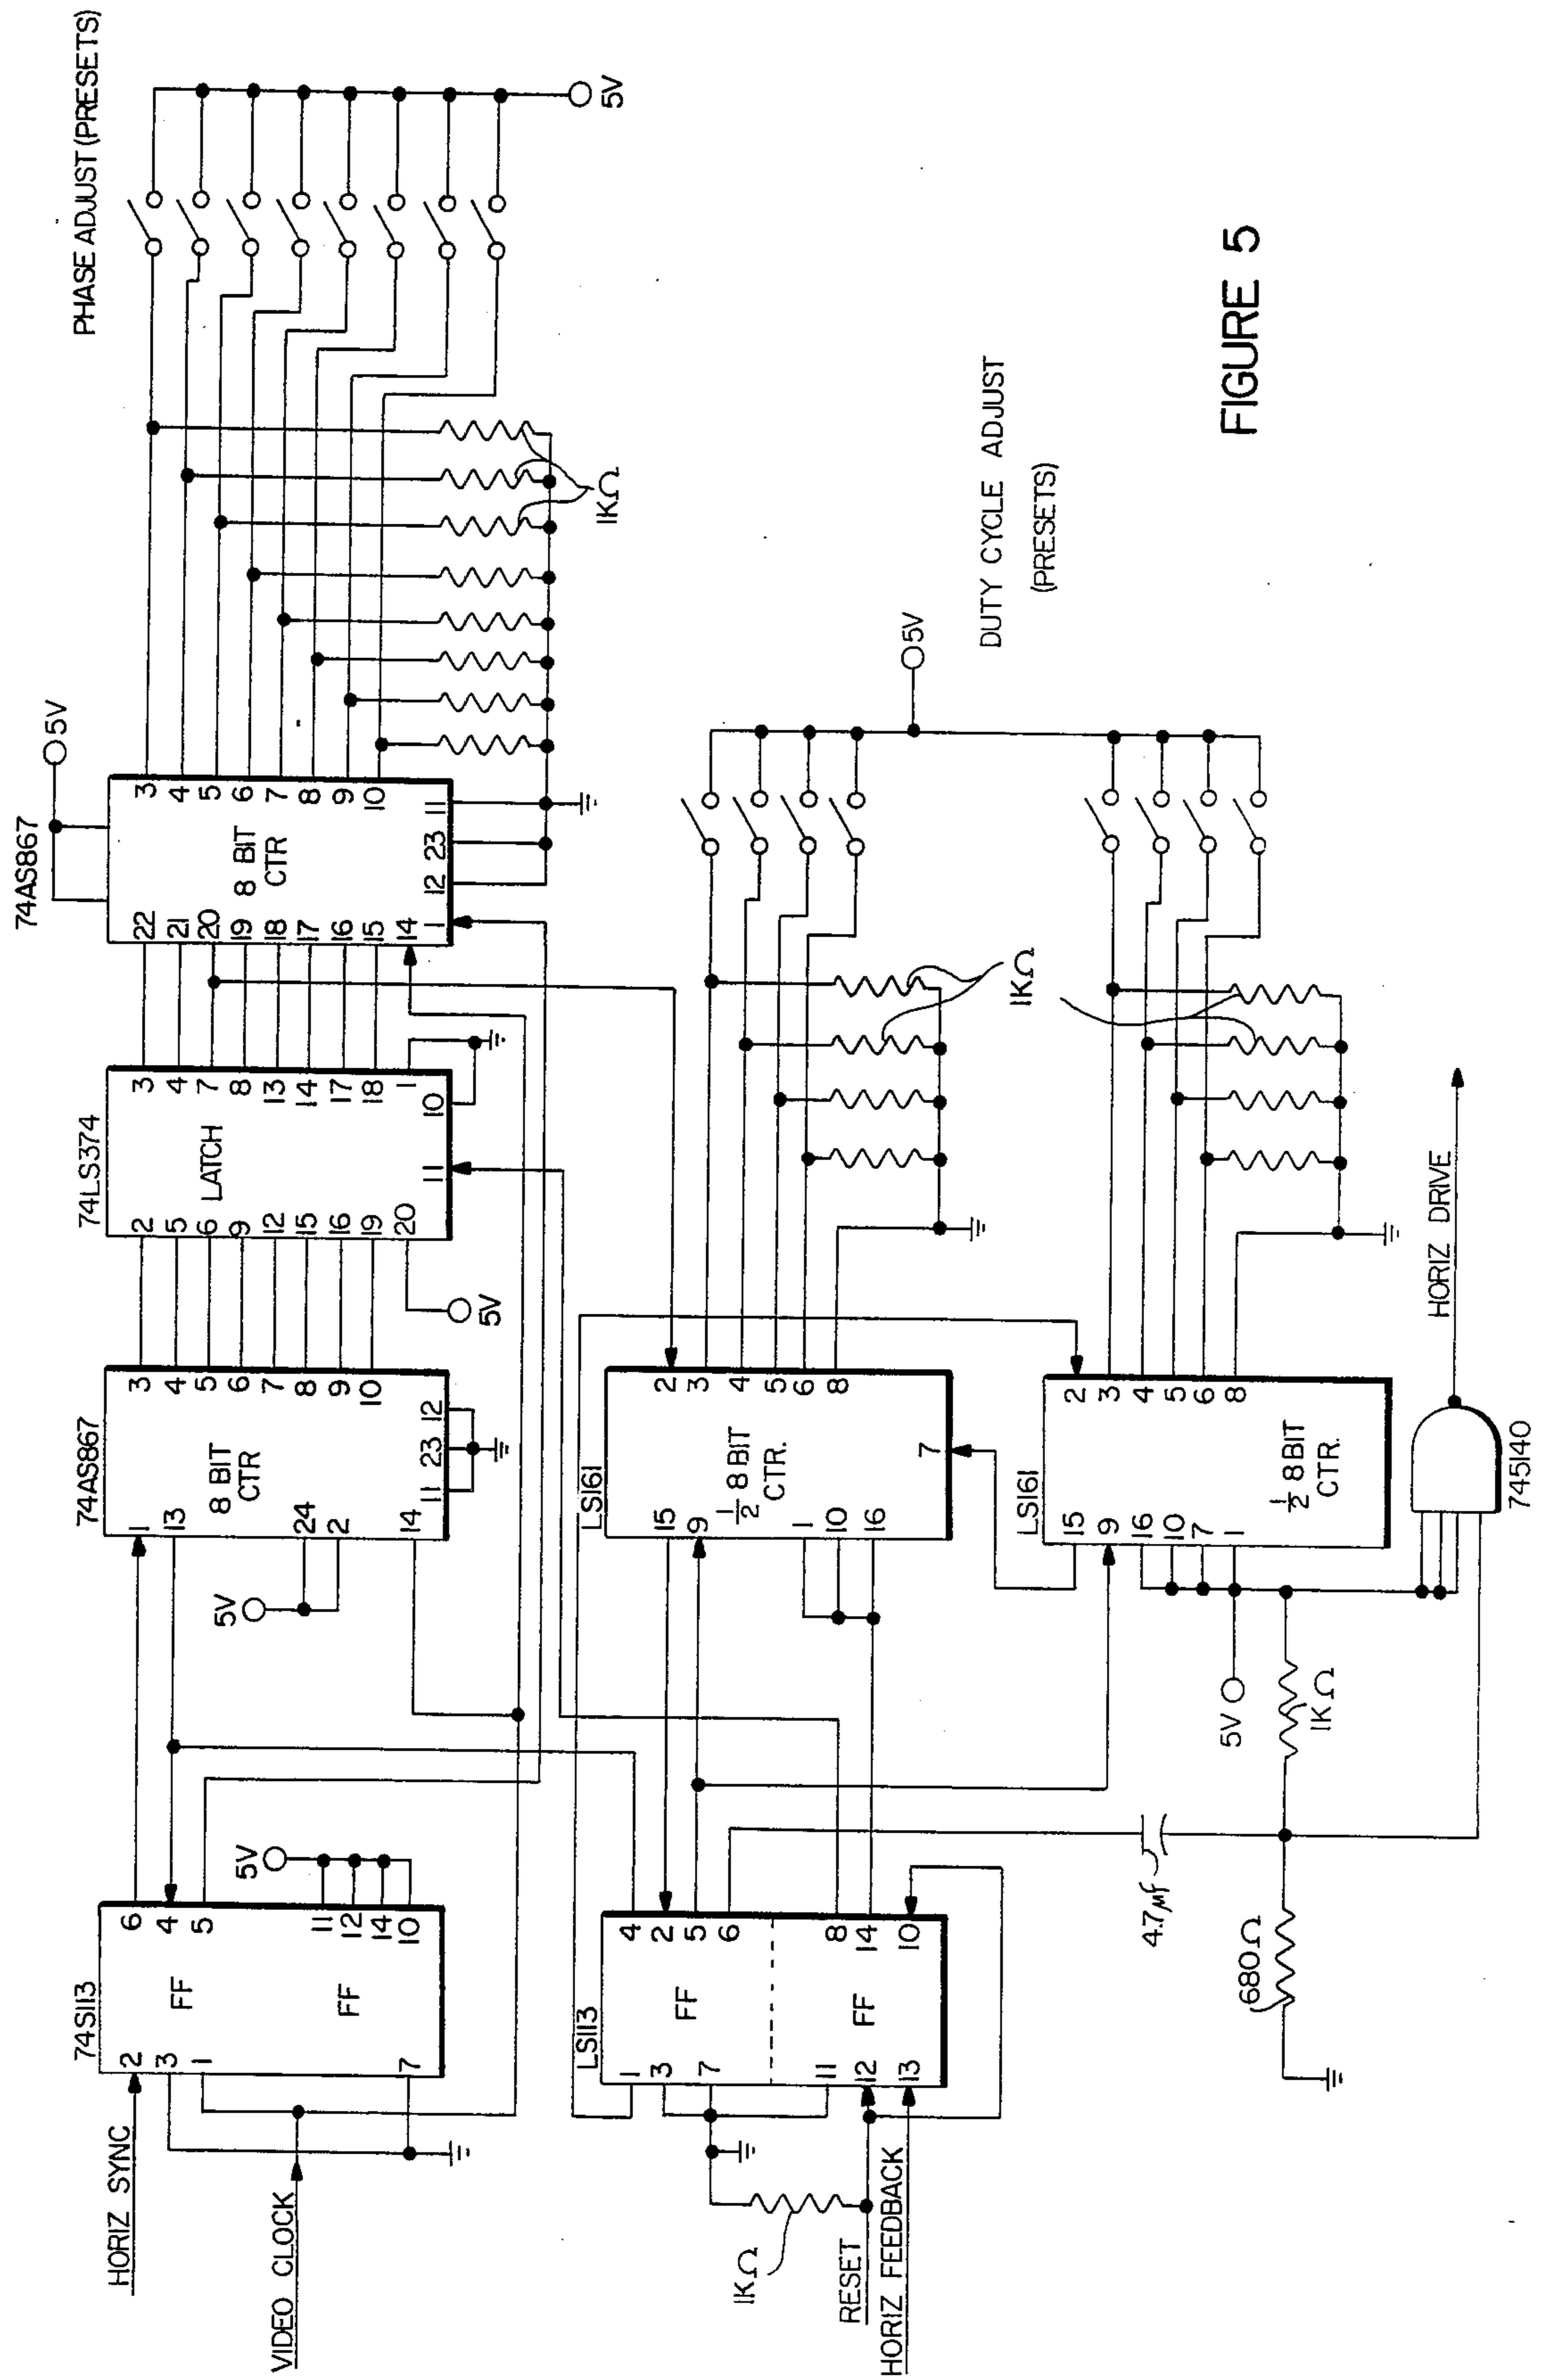 PHASE ADJUST (PRESETS)
5V
74AS867
5V
3
4
5
6
7
8
9
10
8 BIT
CTR
22
21
20
19
18
17
16
15
14
1
12
23
11
1KΩ
74LS374
LATCH
3
4
7
8
13
14
17
18
1
10
11
2
5
6
9
12
15
16
19
20
5V
74AS867
8 BIT
CTR
3
4
5
6
7
8
9
10
12
23
11
1
13
24
2
14
5V
74S113
FF
FF
6
4
5
11
12
14
10
5V
2
3
1
7
HORIZ SYNC
VIDEO CLOCK
DUTY CYCLE ADJUST
(PRESETS)
5V
1KΩ
LS161
1/2 8 BIT
CTR.
2
3
4
5
6
8
7
15
9
1
10
16
LS161
1/2 8 BIT
CTR.
2
3
4
5
6
8
15
9
16
10
7
1
5V
1KΩ
745140
HORIZ DRIVE
LS113
FF
FF
4
2
5
6
8
14
10
1
3
7
11
12
13
4.7µf
680Ω
1KΩ
RESET
HORIZ FEEDBACK
FIGURE 5